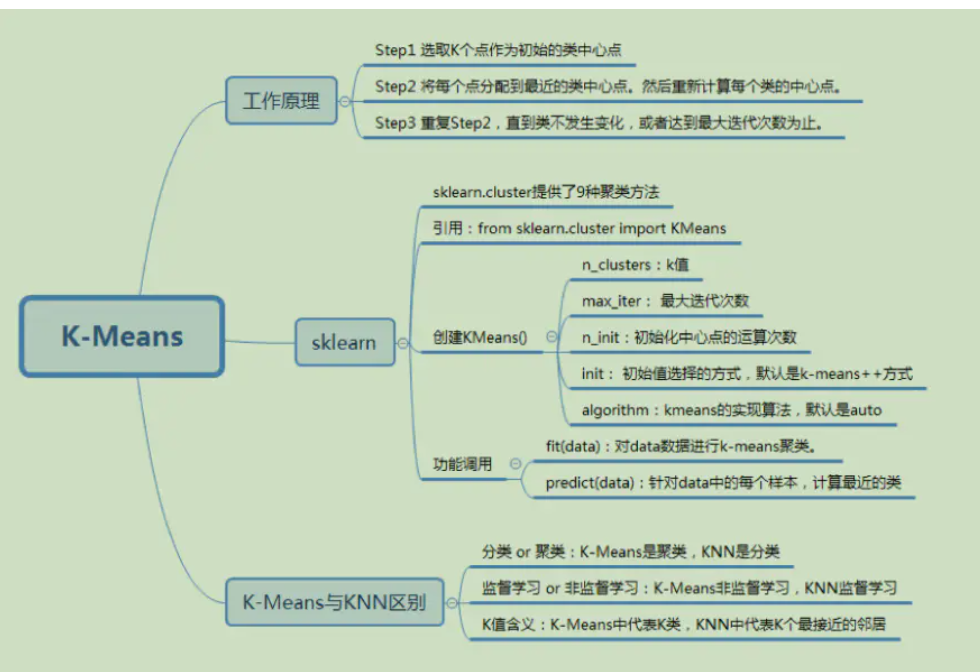 K-Means
工作原理
Step1 选取K个点作为初始的类中心点
Step2 将每个点分配到最近的类中心点。然后重新计算每个类的中心点。
Step3 重复Step2，直到类不发生变化，或者达到最大迭代次数为止。
sklearn
sklearn.cluster提供了9种聚类方法
引用：from sklearn.cluster import KMeans
创建KMeans()
n_clusters：k值
max_iter： 最大迭代次数
n_init：初始化中心点的运算次数
init： 初始值选择的方式，默认是k-means++方式
algorithm：kmeans的实现算法，默认是auto
功能调用
fit(data)：对data数据进行k-means聚类。
predict(data)：针对data中的每个样本，计算最近的类
K-Means与KNN区别
分类 or 聚类：K-Means是聚类，KNN是分类
监督学习 or 非监督学习：K-Means非监督学习，KNN监督学习
K值含义：K-Means中代表K类，KNN中代表K个最接近的邻居